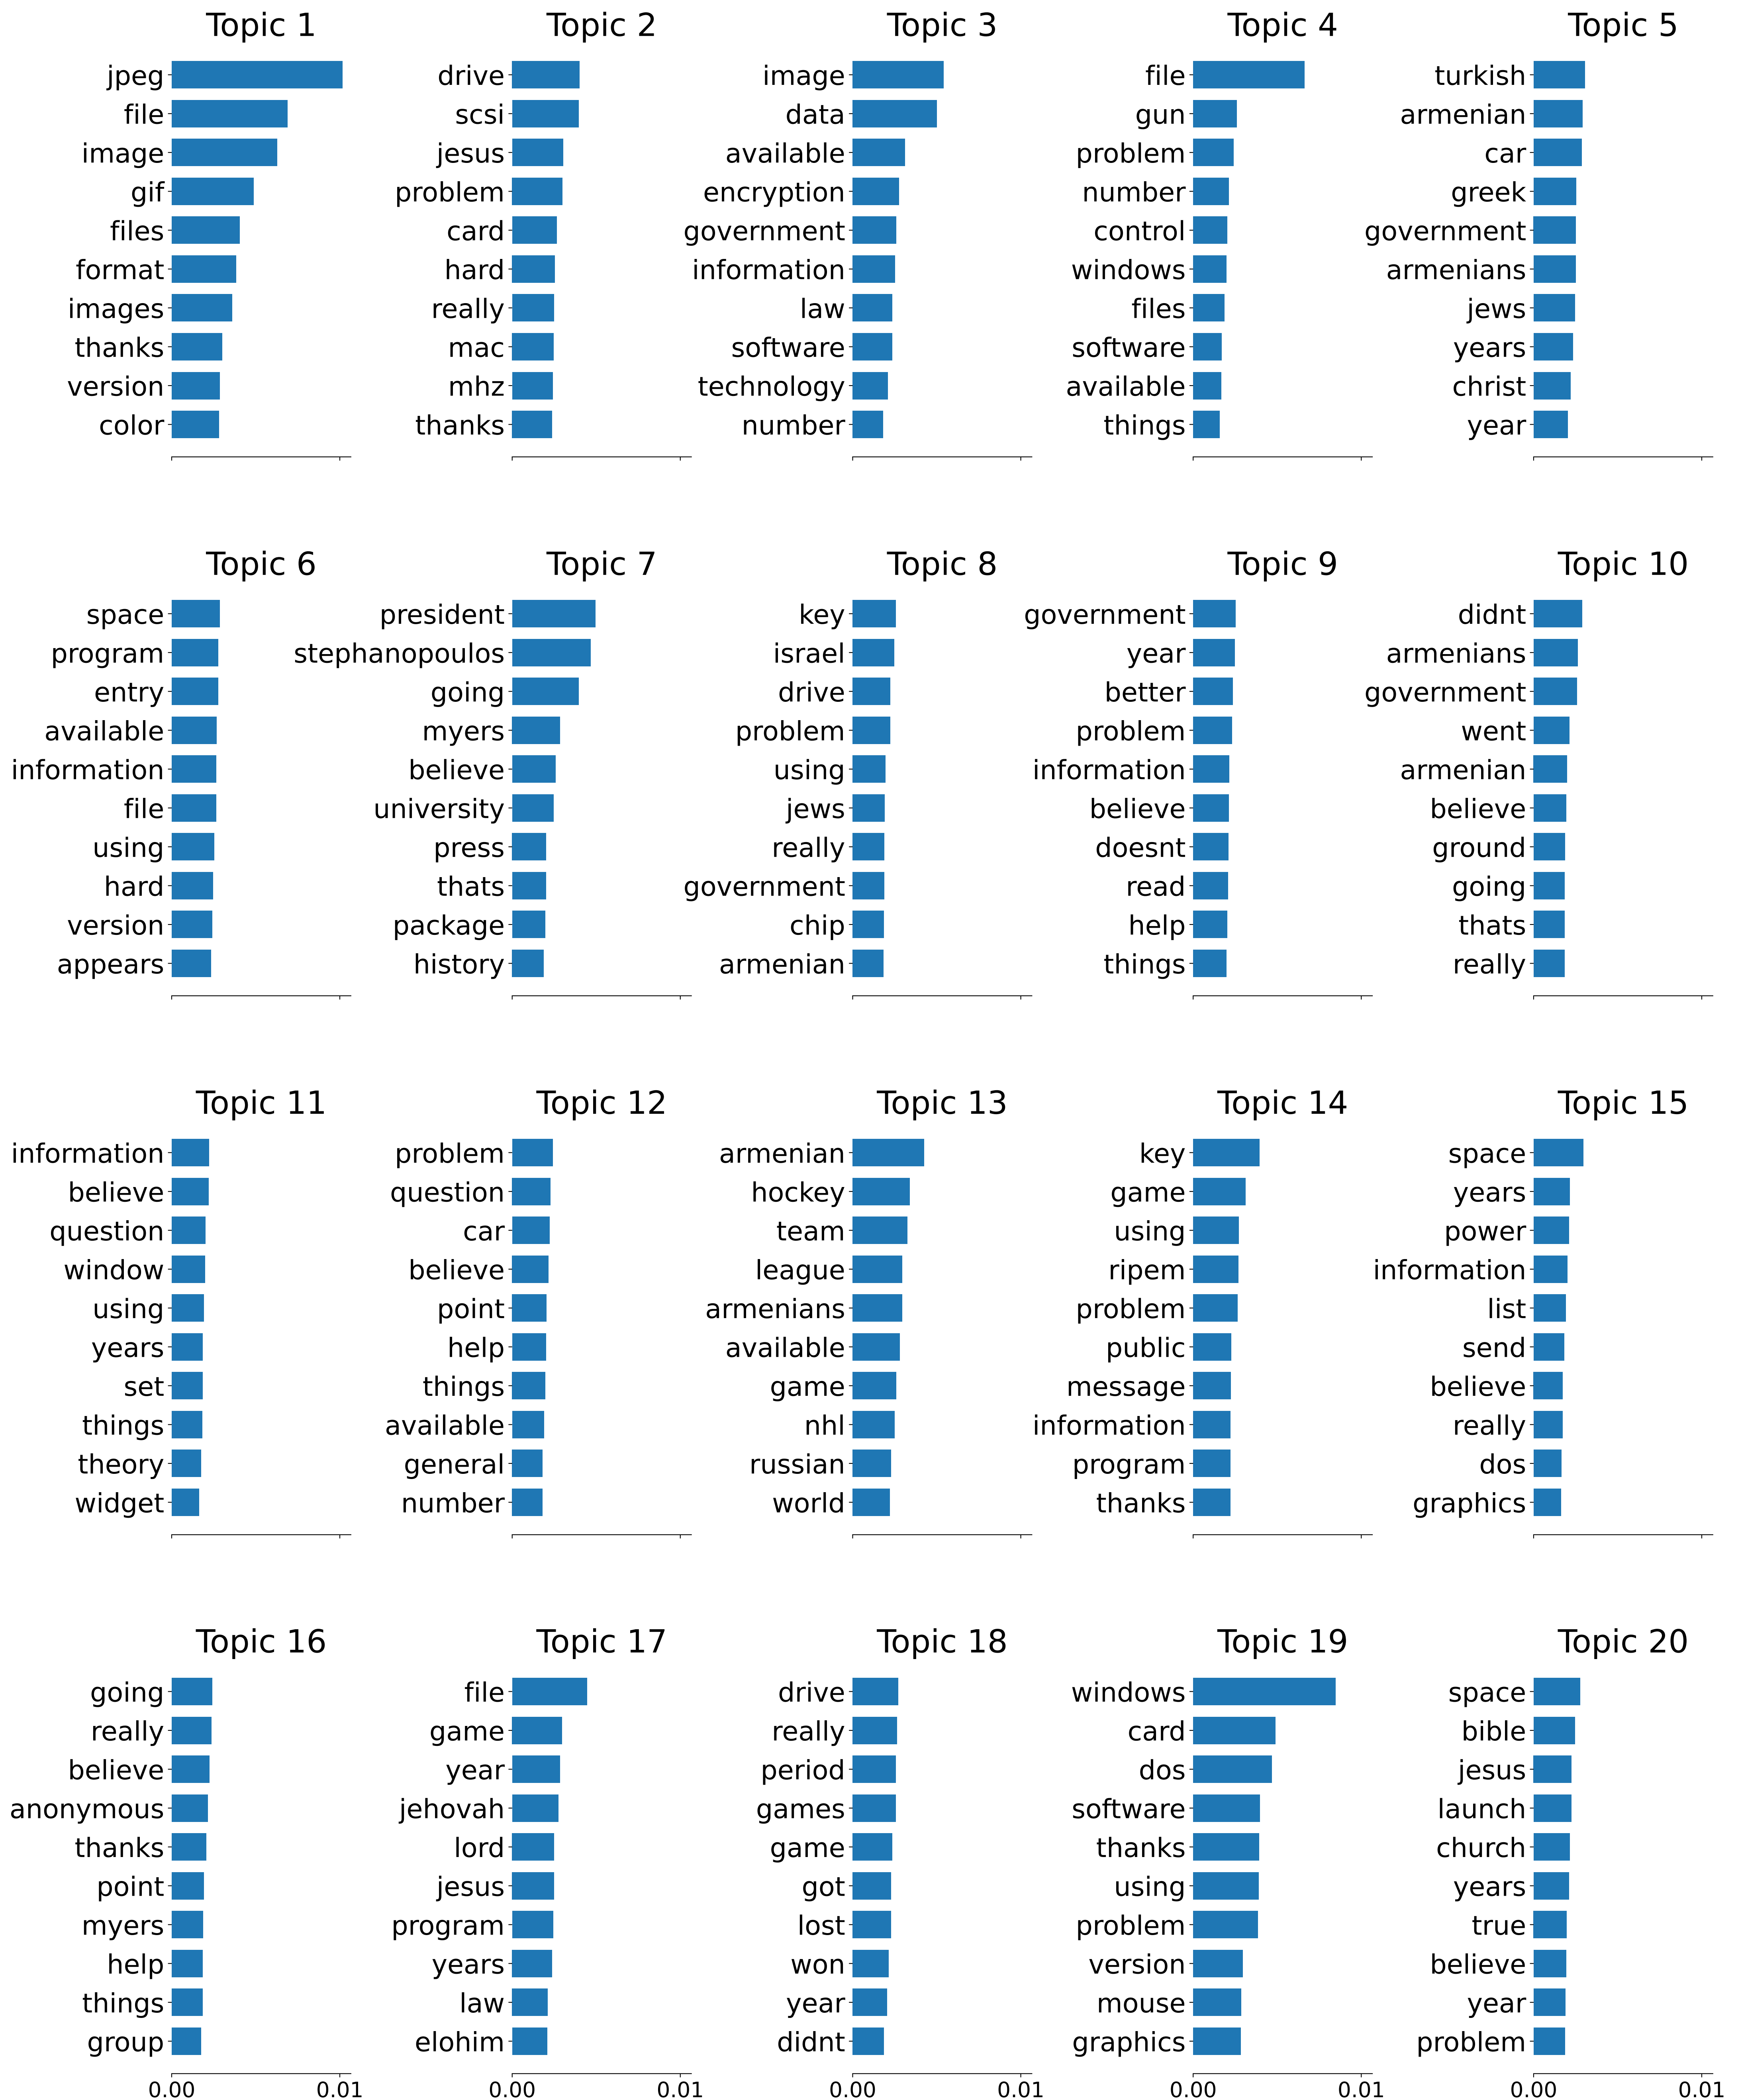 Topic 1
jpeg
file
image
gif
files
format
images
thanks
version
color
Topic 2
drive
scsi
jesus
problem
card
hard
really
mac
mhz
thanks
Topic 3
image
data
available
encryption
government
information
law
software
technology
number
Topic 4
file
gun
problem
number
control
windows
files
software
available
things
Topic 5
turkish
armenian
car
greek
government
armenians
jews
years
christ
year
Topic 6
space
program
entry
available
information
file
using
hard
version
appears
Topic 7
president
stephanopoulos
going
myers
believe
university
press
thats
package
history
Topic 8
key
israel
drive
problem
using
jews
really
government
chip
armenian
Topic 9
government
year
better
problem
information
believe
doesnt
read
help
things
Topic 10
didnt
armenians
government
went
armenian
believe
ground
going
thats
really
Topic 11
information
believe
question
window
using
years
set
things
theory
widget
Topic 12
problem
question
car
believe
point
help
things
available
general
number
Topic 13
armenian
hockey
team
league
armenians
available
game
nhl
russian
world
Topic 14
key
game
using
ripem
problem
public
message
information
program
thanks
Topic 15
space
years
power
information
list
send
believe
really
dos
graphics
Topic 16
going
really
believe
anonymous
thanks
point
myers
help
things
group
0.00 0.01
Topic 17
file
game
year
jehovah
lord
jesus
program
years
law
elohim
0.00 0.01
Topic 18
drive
really
period
games
game
got
lost
won
year
didnt
0.00 0.01
Topic 19
windows
card
dos
software
thanks
using
problem
version
mouse
graphics
0.00 0.01
Topic 20
space
bible
jesus
launch
church
years
true
believe
year
problem
0.00 0.01